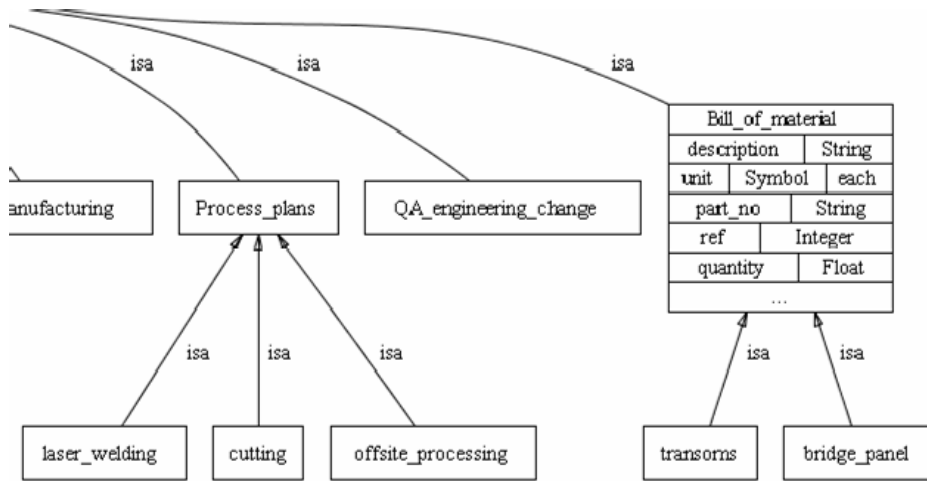 isa
isa
isa
Bill_of_material
description String
unit Symbol each
part_no String
ref Integer
quantity Float
...
anufacturing
Process_plans
QA_engineering_change
isa
isa
isa
isa
isa
laser_welding
cutting
offsite_processing
transoms
bridge_panel